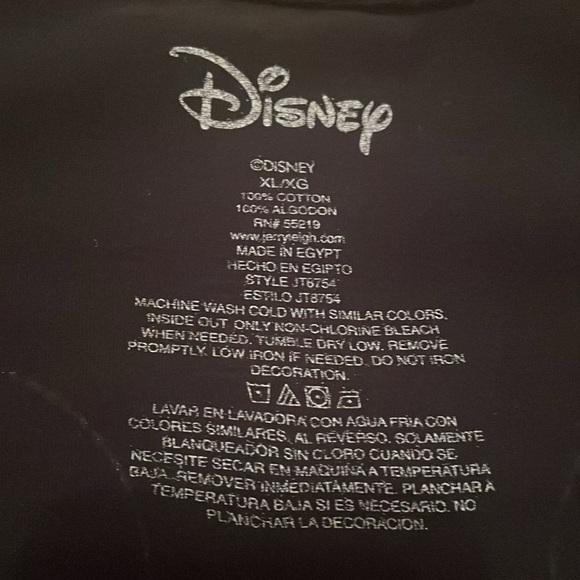 Disney
©DISNEY
XL/XG
100% COTTON
100% ALGODON
RN# 55219
www.jerryleigh.com
MADE IN EGYPT
HECHO EN EGIPTO
STYLE JT8754
ESTILO JT8754
MACHINE WASH COLD WITH SIMILAR COLORS.
INSIDE OUT. ONLY NON-CHLORINE BLEACH
WHEN NEEDED. TUMBLE DRY LOW. REMOVE
PROMPTLY. LOW IRON IF NEEDED. DO NOT IRON
DECORATION.
LAVAR EN LAVADORA CON AGUA FRIA CON
COLORES SIMILARES. AL REVERSO. SOLAMENTE
BLANQUEADOR SIN CLORO CUANDO SE
NECESITE SECAR EN MAQUINA A TEMPERATURA
BAJA. REMOVER INMEDIATAMENTE. PLANCHAR A
TEMPERATURA BAJA SI ES NECESARIO. NO
PLANCHAR LA DECORACION.